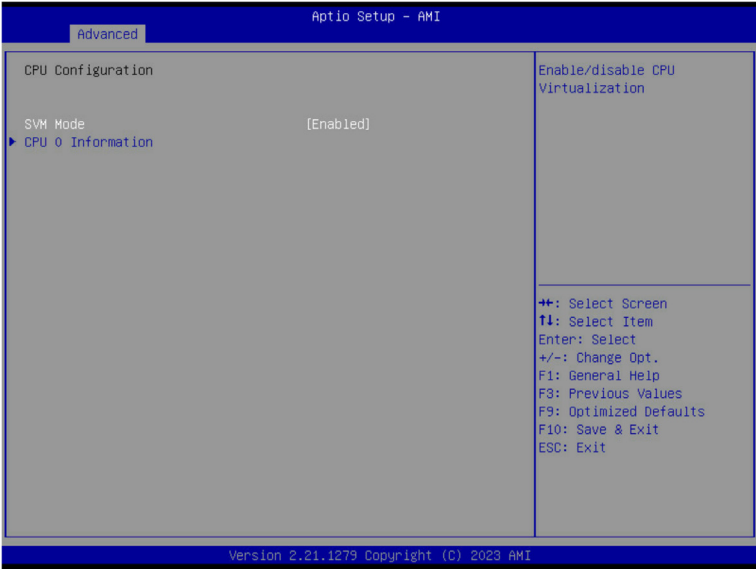 Aptio Setup – AMI
Advanced
CPU Configuration
SVM Mode [Enabled]
CPU 0 Information
Enable/disable CPU
Virtualization
→←: Select Screen
↑↓: Select Item
Enter: Select
+/-: Change Opt.
F1: General Help
F3: Previous Values
F9: Optimized Defaults
F10: Save & Exit
ESC: Exit
Version 2.21.1279 Copyright (C) 2023 AMI